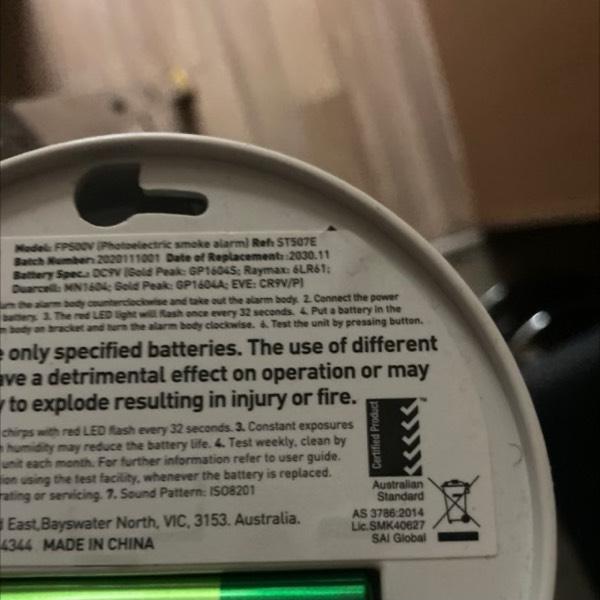 Model: FP500V (Photoelectric smoke alarm) Ref: ST507E
Batch Number: 2020111001 Date of Replacement: 2030.11
Battery Spec.: DC9V (Gold Peak: GP1604S; Raymax: 6LR61;
Duarcell: MN1604; Gold Peak: GP1604A; EVE: CR9V/P)
the alarm body counterclockwise and take out the alarm body. 2. Connect the power
battery. 3. The red LED light will flash once every 32 seconds. 4. Put a battery in the
body on bracket and turn the alarm body clockwise. 6. Test the unit by pressing button.
only specified batteries. The use of different
ave a detrimental effect on operation or may
to explode resulting in injury or fire.
chirps with red LED flash every 32 seconds. 3. Constant exposures
humidity may reduce the battery life. 4. Test weekly, clean by
unit each month. For further information refer to user guide.
ion using the test facility, whenever the battery is replaced.
rating or servicing. 7. Sound Pattern: ISO8201
Certified Product
TM
Australian
Standard
AS 3786:2014
Lic.SMK40627
SAI Global
East,Bayswater North, VIC, 3153. Australia.
4344 MADE IN CHINA